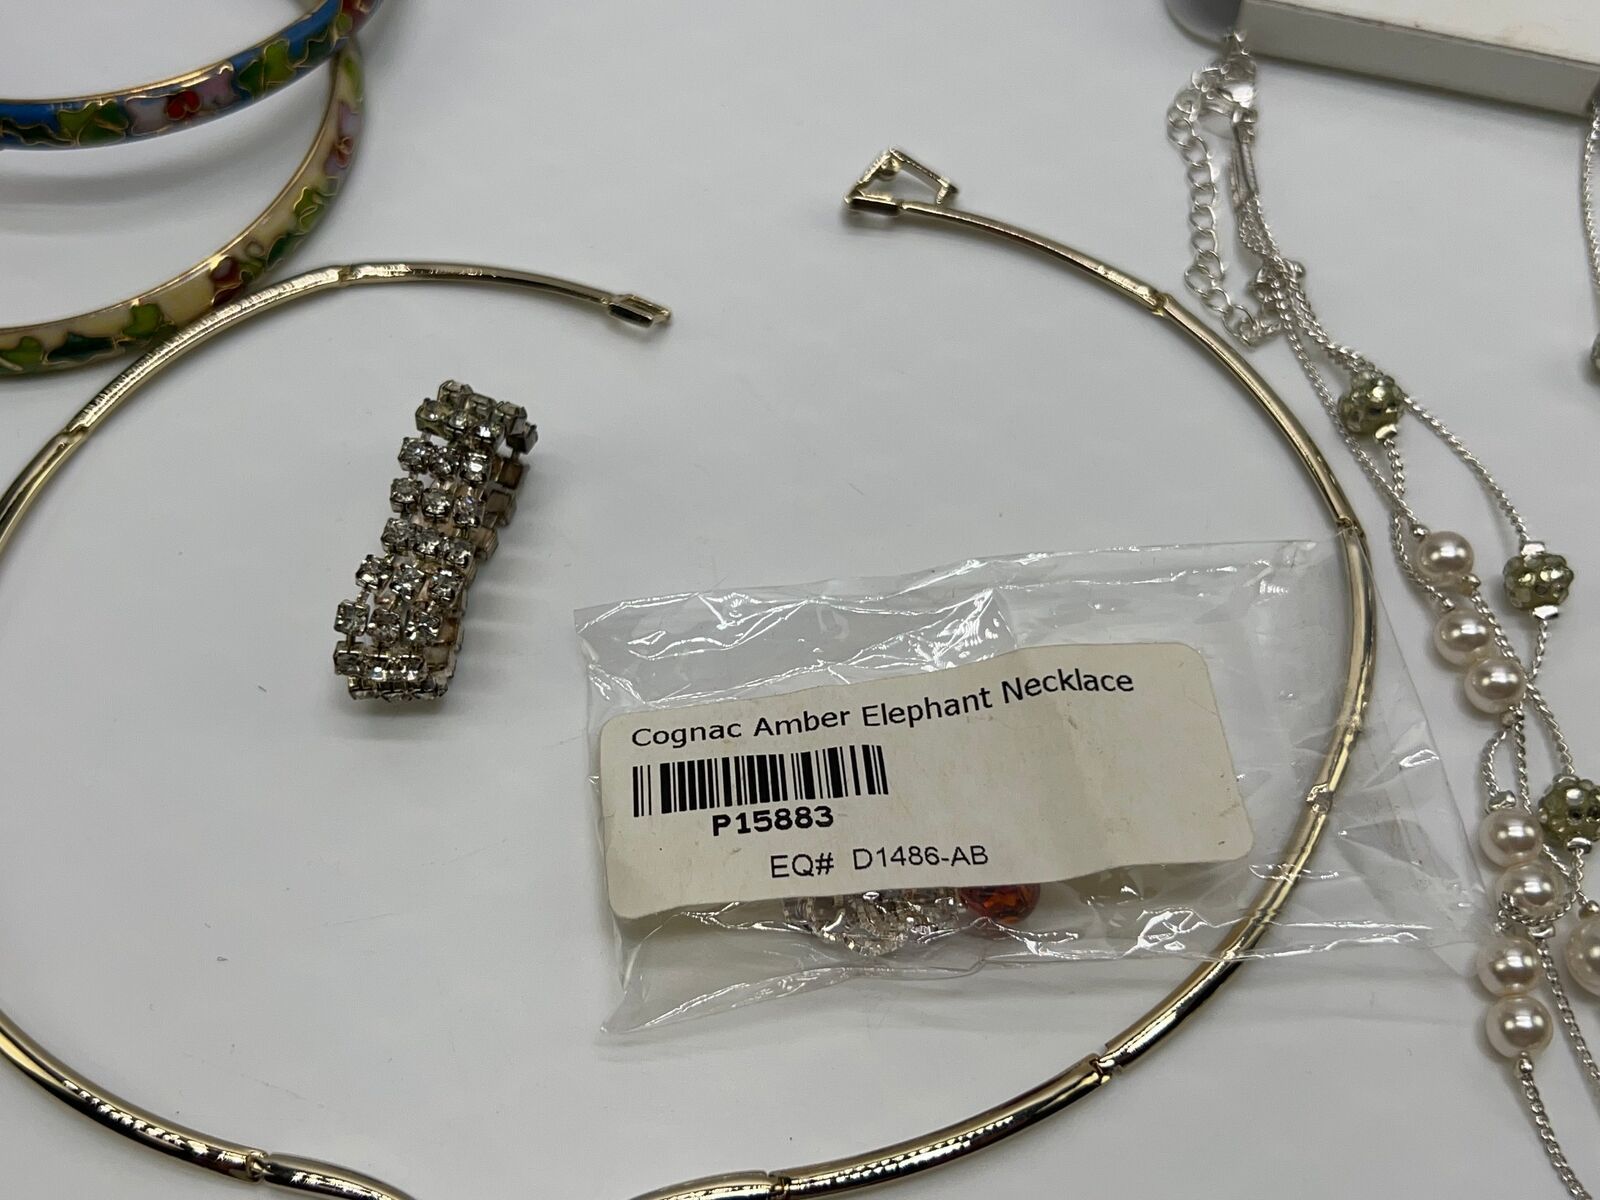 Cognac Amber Elephant Necklace
P15883
EQ# D1486-AB